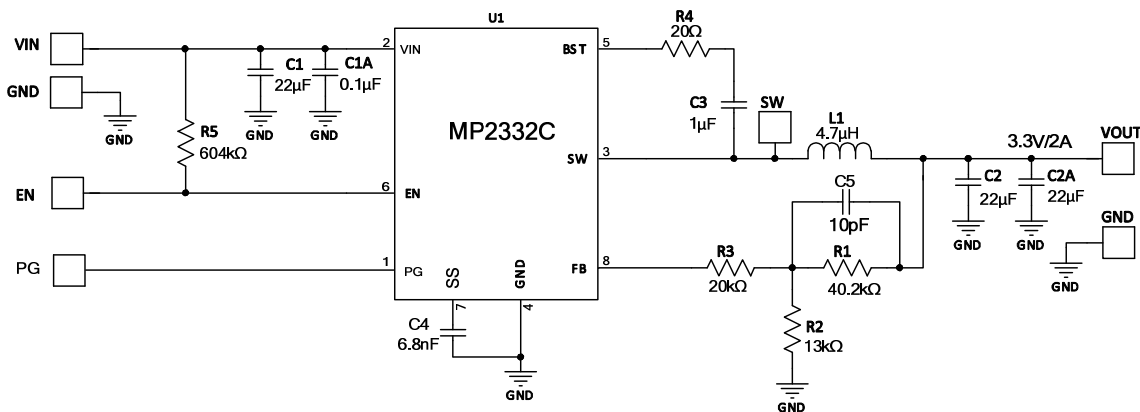 U1
VIN
2
VIN
C1
22µF
GND
C1A
0.1µF
GND
GND
GND
R5
604kΩ
EN
6
EN
PG
1
PG
MP2332C
BST
5
R4
20Ω
C3
1µF
SW
SW
3
L1
4.7µH
3.3V/2A
VOUT
C2
22µF
GND
C2A
22µF
GND
GND
GND
C5
10pF
FB
8
R3
20kΩ
R1
40.2kΩ
R2
13kΩ
GND
SS
7
GND
4
C4
6.8nF
GND